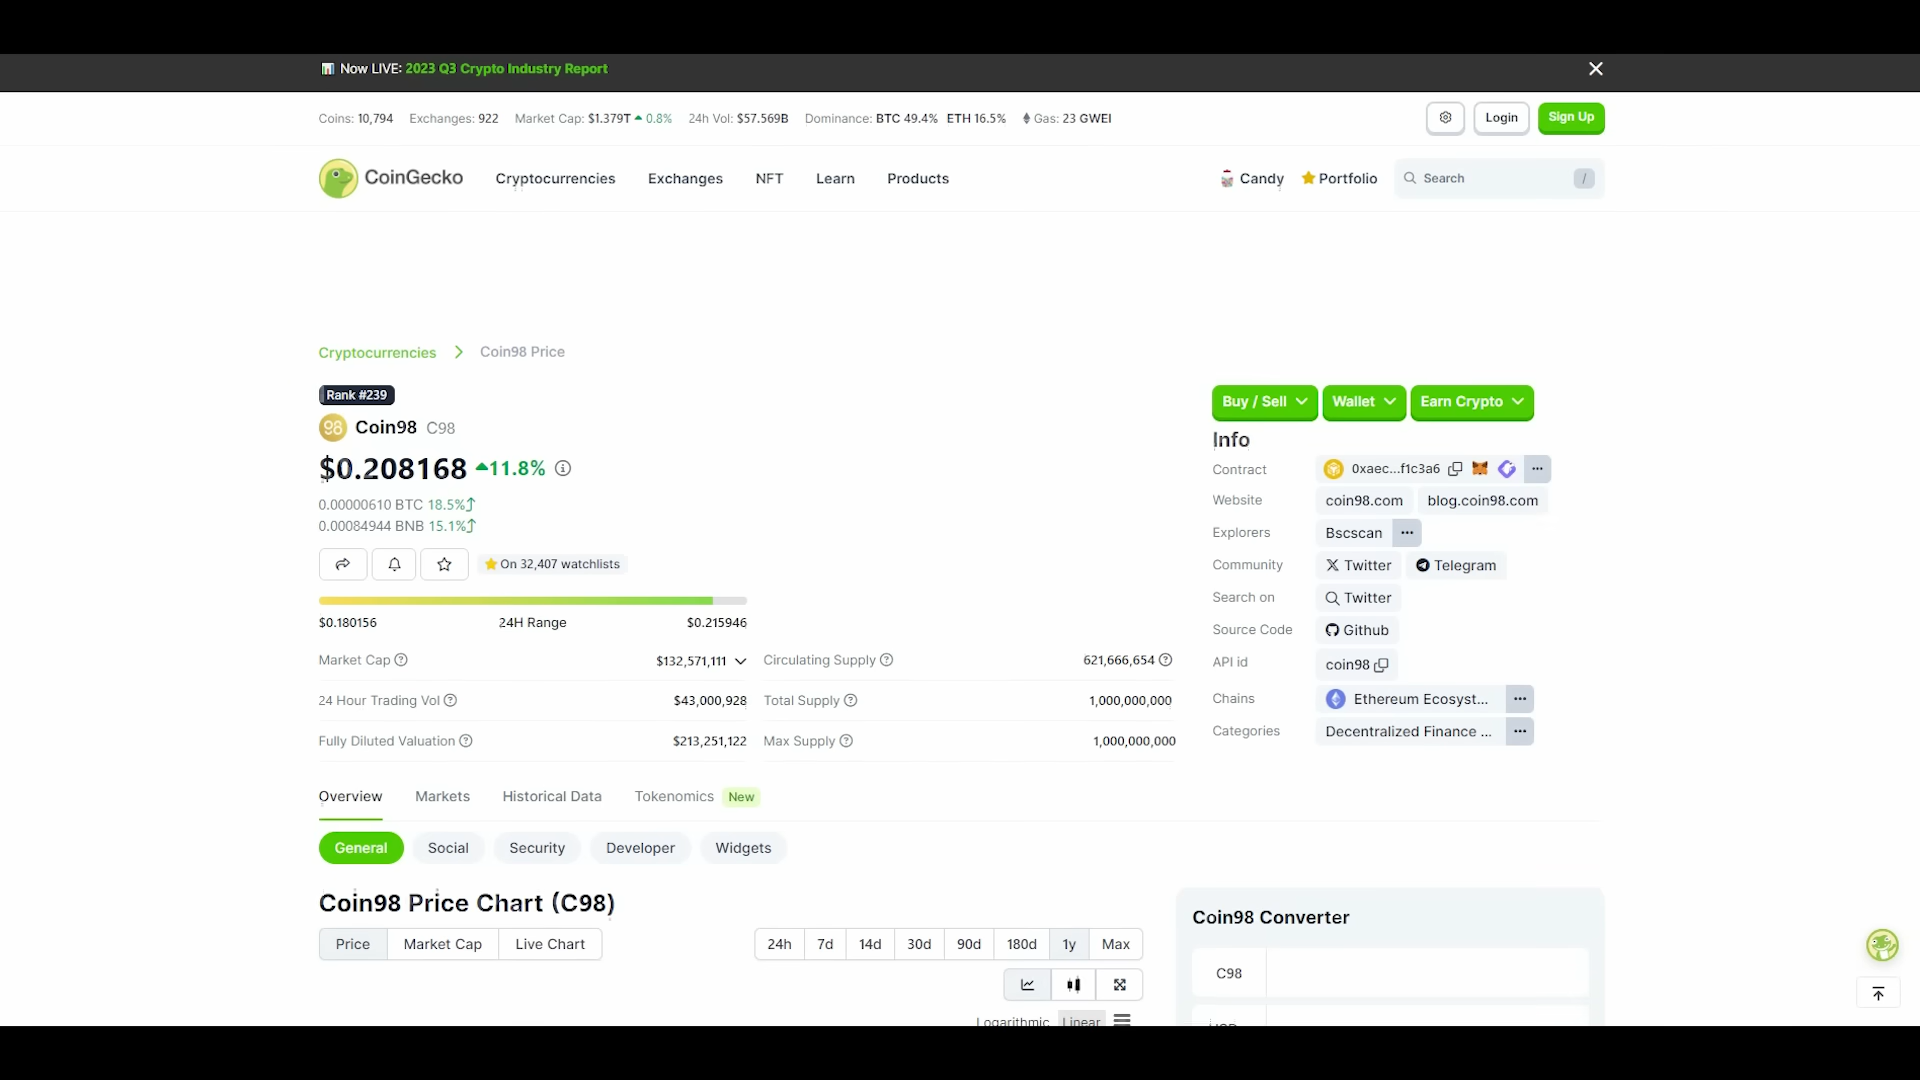 Now LIVE: 2023 Q3 Crypto Industry Report
Coins: 10,794 Exchanges: 922 Market Cap: $1.379T 0.8% 24h Vol: $57.569B Dominance: BTC 49.4% ETH 16.5% Gas: 23 GWEI
Login
Sign Up
CoinGecko
Cryptocurrencies Exchanges NFT Learn Products
Candy Portfolio
Search /
Cryptocurrencies > Coin98 Price
Rank #239
98 Coin98 C98
$0.208168 11.8%
0.00000610 BTC 18.5%
0.00084944 BNB 15.1%
On 32,407 watchlists
$0.180156 24H Range $0.215946
Market Cap $132,571,111
24 Hour Trading Vol $43,000,928
Fully Diluted Valuation $213,251,122
Circulating Supply 621,666,654
Total Supply 1,000,000,000
Max Supply 1,000,000,000
Buy / Sell Wallet Earn Crypto
Info
Contract 0xaec...f1c3a6 ...
Website coin98.com blog.coin98.com
Explorers Bscscan ...
Community Twitter Telegram
Search on Twitter
Source Code Github
API id coin98
Chains Ethereum Ecosyst... ...
Categories Decentralized Finance ... ...
Overview Markets Historical Data Tokenomics New
General Social Security Developer Widgets
Coin98 Price Chart (C98)
Price Market Cap Live Chart
24h 7d 14d 30d 90d 180d 1y Max
Logarithmic Linear
Coin98 Converter
C98